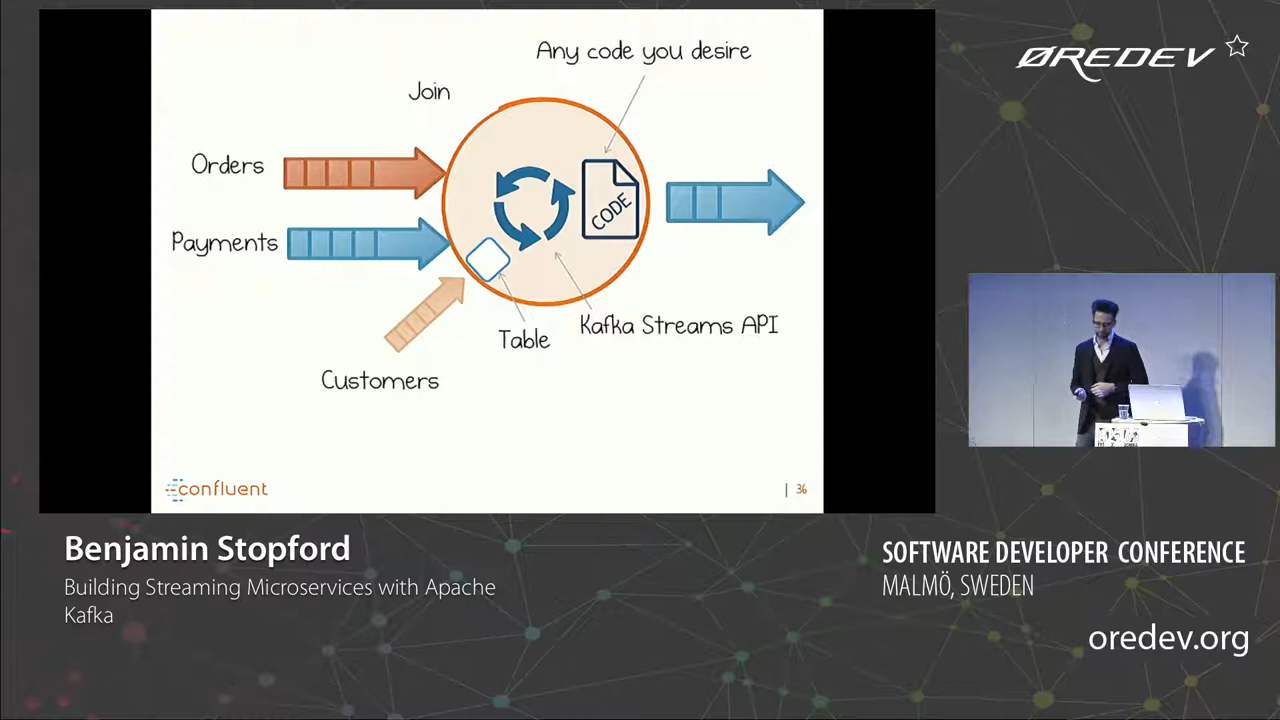 Any code you desire
Join
Orders
Payments
CODE
Table
Kafka Streams API
Customers
confluent
| 36
ØREDEV
Benjamin Stopford
Building Streaming Microservices with Apache
Kafka
SOFTWARE DEVELOPER CONFERENCE
MALMÖ, SWEDEN
oredev.org